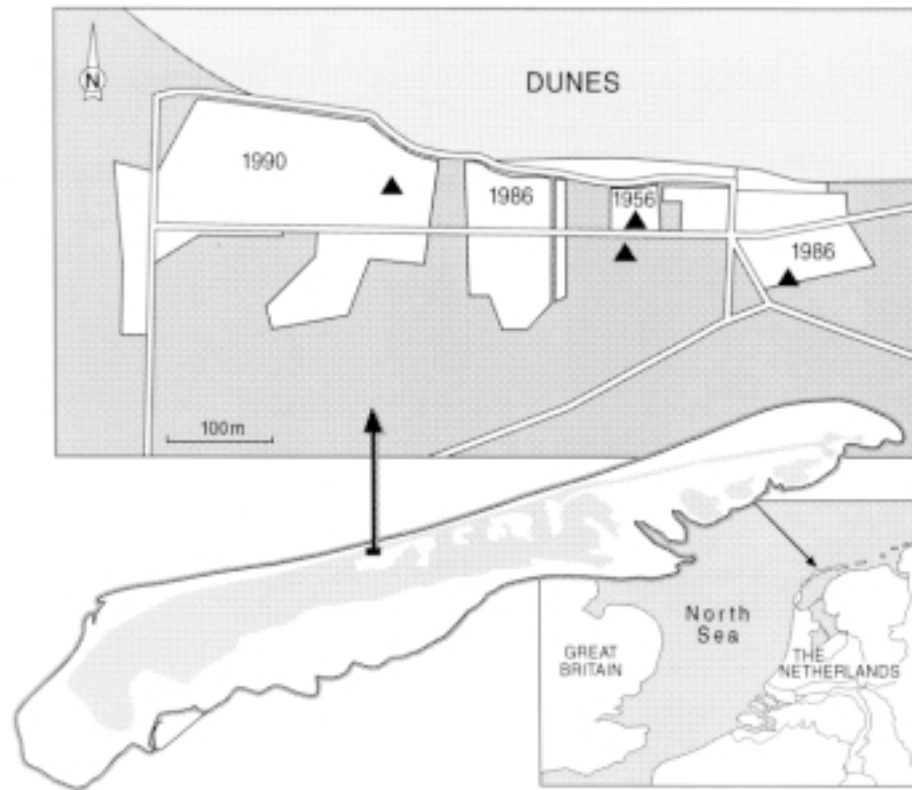 DUNES
N
1990
1986
1956
1986
100m
North
Sea
GREAT
BRITAIN
THE
NETHERLANDS